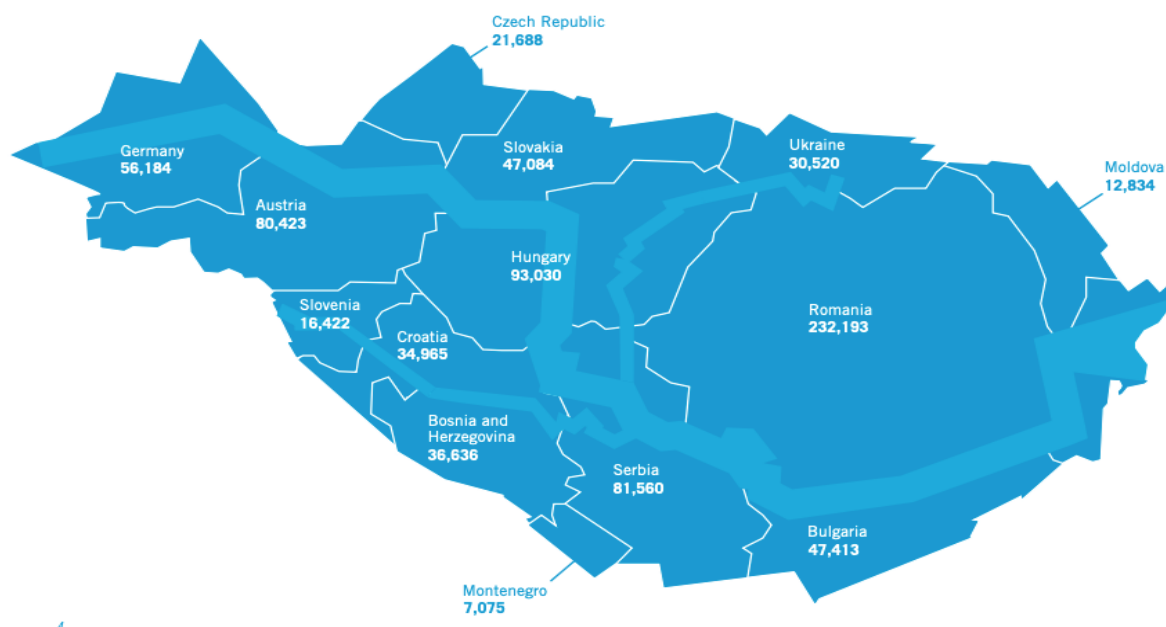 Czech Republic
21,688
Germany
56,184
Slovakia
47,084
Ukraine
30,520
Moldova
12,834
Austria
80,423
Hungary
93,030
Slovenia
16,422
Croatia
34,965
Romania
232,193
Bosnia and
Herzegovina
36,636
Serbia
81,560
Bulgaria
47,413
Montenegro
7,075